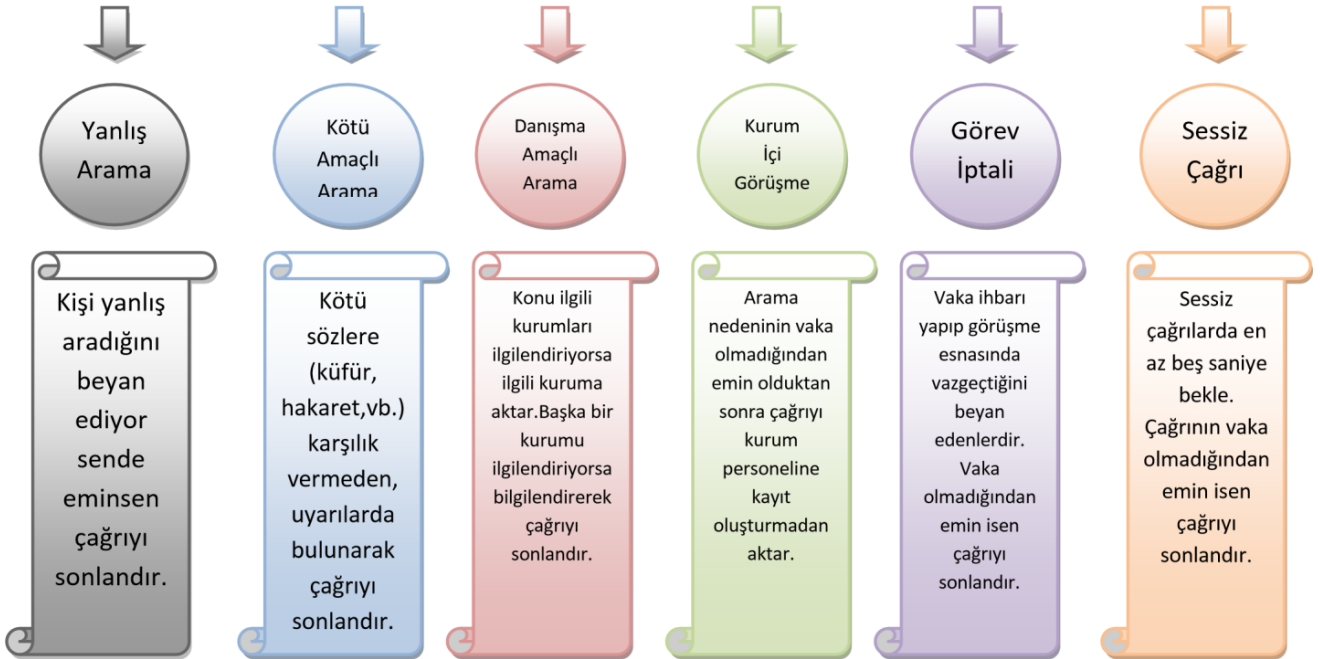 Yanlış
Arama
Kötü
Amaçlı
Arama
Danışma
Amaçlı
Arama
Kurum
İçi
Görüşme
Görev
İptali
Sessiz
Çağrı
Kişi yanlış
aradığını
beyan
ediyor
sende
eminsen
çağrıyı
sonlandır.
Kötü
sözlere
(küfür,
hakaret,vb.)
karşılık
vermeden,
uyarılarda
bulunarak
çağrıyı
sonlandır.
Konu ilgili
kurumları
ilgilendiriyorsa
ilgili kuruma
aktar.Başka bir
kurumu
ilgilendiriyorsa
bilgilendirerek
çağrıyı
sonlandır.
Arama
nedeninin vaka
olmadığından
emin olduktan
sonra çağrıyı
kurum
personeline
kayıt
oluşturmadan
aktar.
Vaka ihbarı
yapıp görüşme
esnasında
vazgeçtiğini
beyan
edenlerdir.
Vaka
olmadığından
emin isen
çağrıyı
sonlandır.
Sessiz
çağrılarda en
az beş saniye
bekle.
Çağrının vaka
olmadığından
emin isen
çağrıyı
sonlandır.